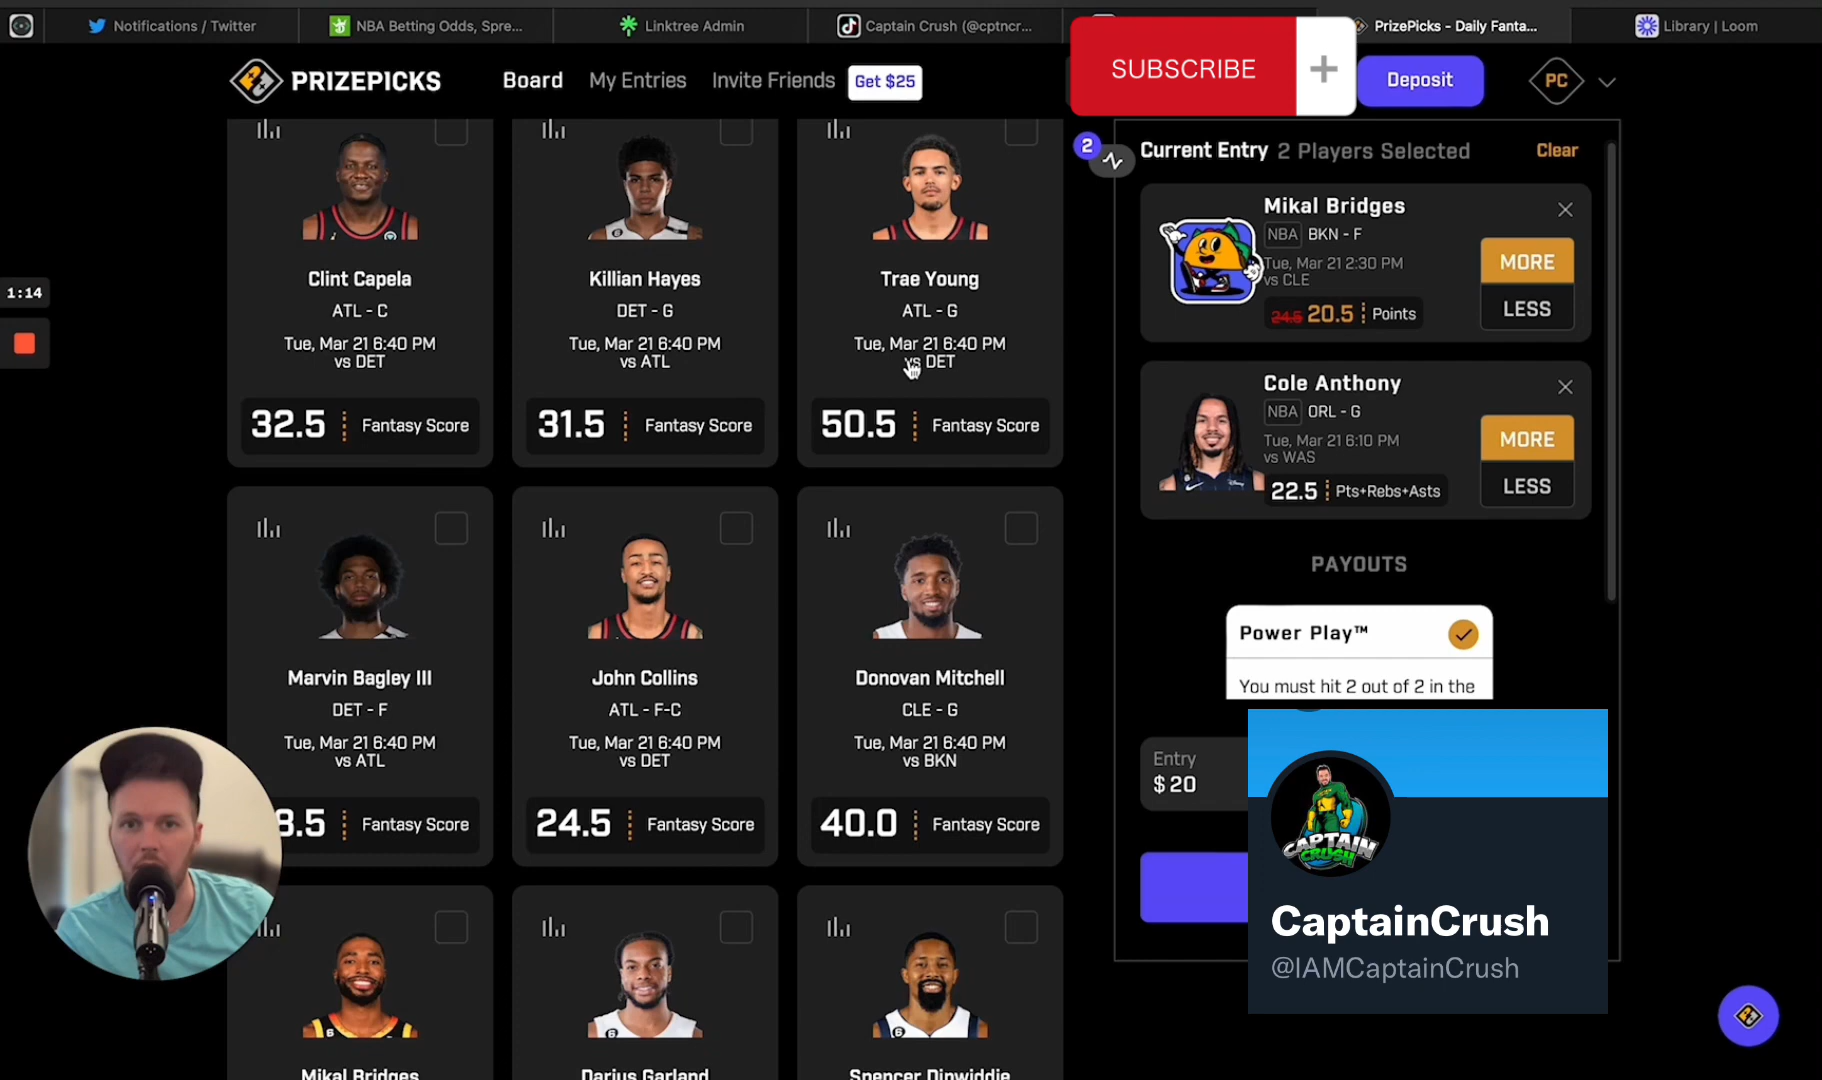 Notifications / Twitter
NBA Betting Odds, Spre...
Linktree Admin
Captain Crush (@cptncr...
PrizePicks - Daily Fanta...
Library | Loom
PRIZEPICKS
Board
My Entries
Invite Friends
Get $25
SUBSCRIBE
Deposit
PC
1:14
Clint Capela
ATL - C
Tue, Mar 21 6:40 PM
vs DET
32.5
Fantasy Score
Killian Hayes
DET - G
Tue, Mar 21 6:40 PM
vs ATL
31.5
Fantasy Score
Trae Young
ATL - G
Tue, Mar 21 6:40 PM
vs DET
50.5
Fantasy Score
Marvin Bagley III
DET - F
Tue, Mar 21 6:40 PM
vs ATL
8.5
Fantasy Score
John Collins
ATL - F-C
Tue, Mar 21 6:40 PM
vs DET
24.5
Fantasy Score
Donovan Mitchell
CLE - G
Tue, Mar 21 6:40 PM
vs BKN
40.0
Fantasy Score
Mikal Bridges
Darius Garland
Spencer Dinwiddie
2
Current Entry 2 Players Selected
Clear
Mikal Bridges
NBA BKN - F
Tue, Mar 21 2:30 PM
vs CLE
24.5 20.5 Points
MORE
LESS
Cole Anthony
NBA ORL - G
Tue, Mar 21 6:10 PM
vs WAS
22.5 Pts+Rebs+Asts
MORE
LESS
PAYOUTS
Power Play™
You must hit 2 out of 2 in the
Entry
$20
CAPTAIN
CRUSH
CaptainCrush
@IAMCaptainCrush